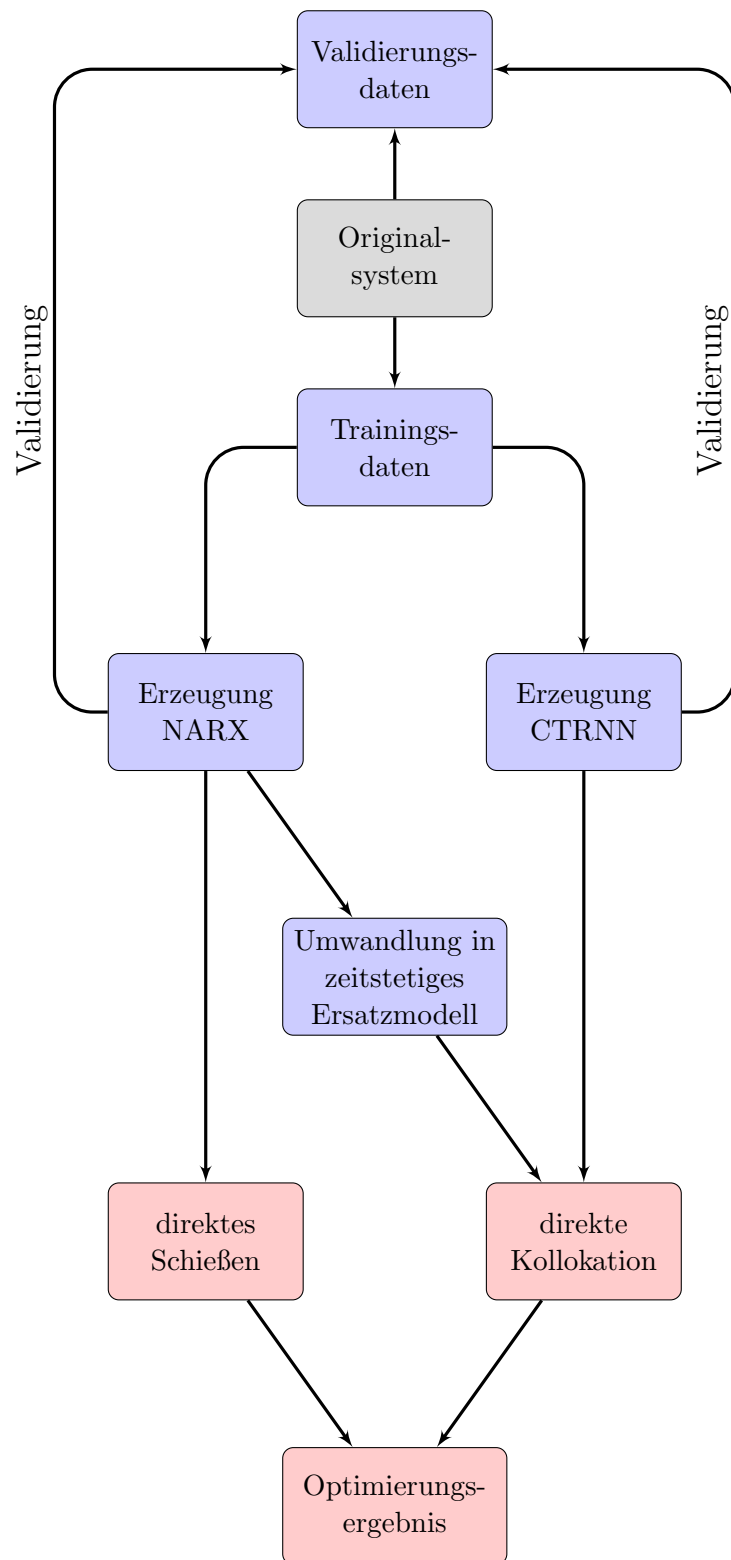 Validierungs-
daten
Original-
system
Validierung
Validierung
Trainings-
daten
Erzeugung
NARX
Erzeugung
CTRNN
Umwandlung in
zeitstetiges
Ersatzmodell
direktes
Schießen
direkte
Kollokation
Optimierungs-
ergebnis